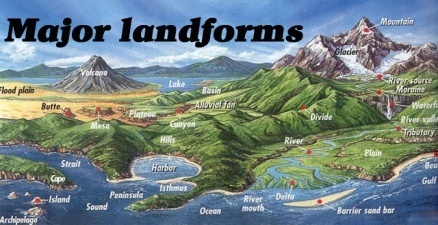 Major landforms
Mountain
Glacier
Volcano
Lake
Basin
River source
Moraine
Flood plain
Butte
Mesa
Plateau
Alluvial fan
Canyon
Divide
River
Hills
Plain
Tributary
Strait
Cape
Island
Archipelago
Sound
Peninsula
Harbor
Isthmus
Ocean
River
mouth
Delta
Barrier sand bar
Gulf